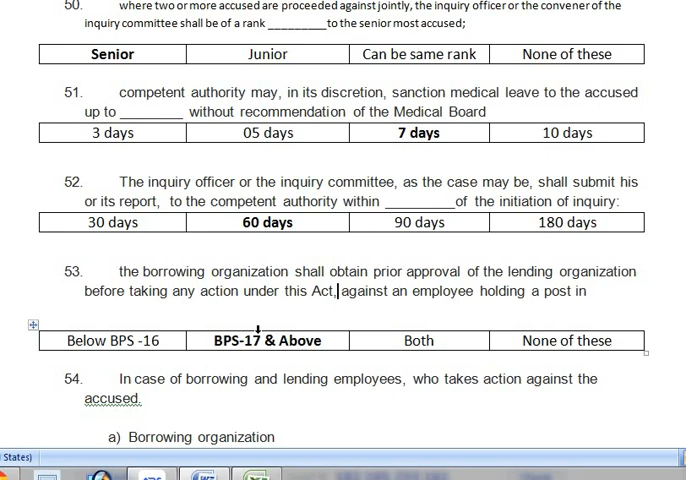 50. where two or more accused are proceeded against jointly, the inquiry officer or the convener of the
inquiry committee shall be of a rank _________to the senior most accused;
Senior Junior Can be same rank None of these
51. competent authority may, in its discretion, sanction medical leave to the accused
up to ________ without recommendation of the Medical Board
3 days 05 days 7 days 10 days
52. The inquiry officer or the inquiry committee, as the case may be, shall submit his
or its report, to the competent authority within _________of the initiation of inquiry:
30 days 60 days 90 days 180 days
53. the borrowing organization shall obtain prior approval of the lending organization
before taking any action under this Act, against an employee holding a post in
Below BPS -16 BPS-17 & Above Both None of these
54. In case of borrowing and lending employees, who takes action against the
accused.
a) Borrowing organization
States)